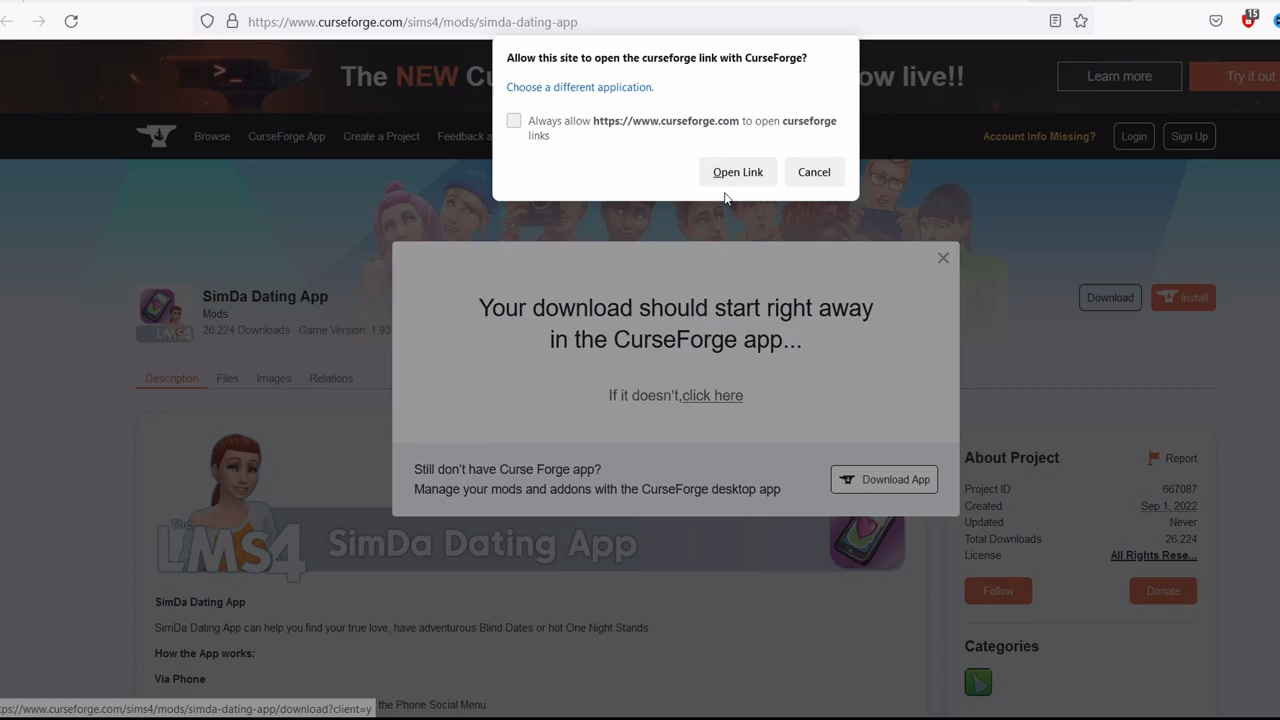 https://www.curseforge.com/sims4/mods/simda-dating-app
15
Allow this site to open the curseforge link with CurseForge?
Choose a different application.
Always allow https://www.curseforge.com to open curseforge
links
Open Link
Cancel
The NEW Cu
ow live!!
Learn more
Try it out
Browse
CurseForge App
Create a Project
Feedback a
Account Info Missing?
Login
Sign Up
SimDa Dating App
Mods
26,224 Downloads Game Version: 1.93
LMS4
Download
Install
Your download should start right away
in the CurseForge app...
If it doesn't,click here
Still don't have Curse Forge app?
Manage your mods and addons with the CurseForge desktop app
Download App
Description
Files
Images
Relations
The
LMS4
SimDa Dating App
SimDa Dating App
SimDa Dating App can help you find your true love, have adventurous Blind Dates or hot One Night Stands
How the App works:
Via Phone
the Phone Social Menu
About Project
Report
Project ID
667087
Created
Sep 1, 2022
Updated
Never
Total Downloads
26,224
License
All Rights Rese...
Follow
Donate
Categories
ps://www.curseforge.com/sims4/mods/simda-dating-app/download?client=y